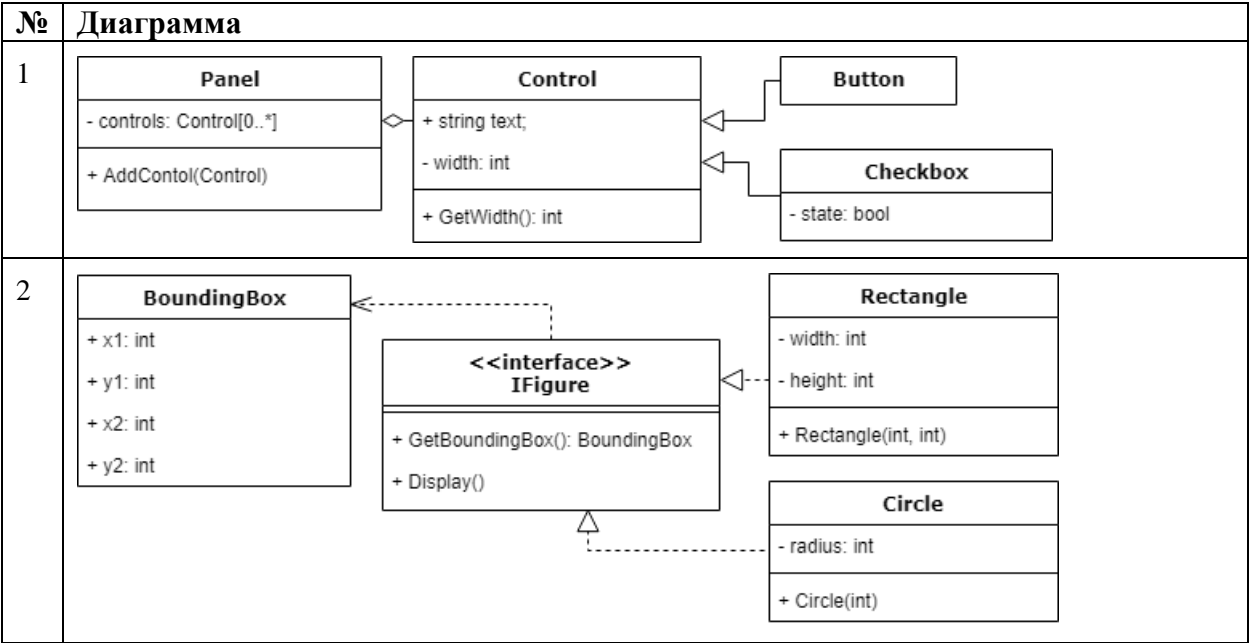 № Диаграмма
1
Panel
- controls: Control[0..*]
+ AddContol(Control)
Control
+ string text;
- width: int
+ GetWidth(): int
Button
Checkbox
- state: bool
2
BoundingBox
+ x1: int
+ y1: int
+ x2: int
+ y2: int
<<interface>>
IFigure
+ GetBoundingBox(): BoundingBox
+ Display()
Rectangle
- width: int
- height: int
+ Rectangle(int, int)
Circle
- radius: int
+ Circle(int)